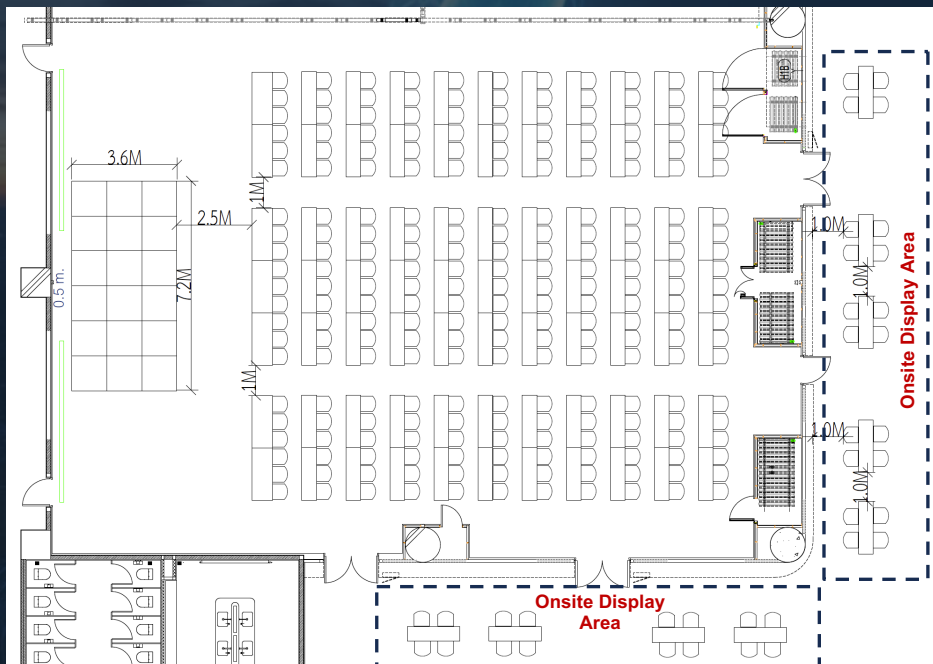 3.6M
2.5M
7.2M
0.5 m.
1M
1M
1.0M
1.0M
1.0M
1.0M
Onsite Display Area
Onsite Display
Area